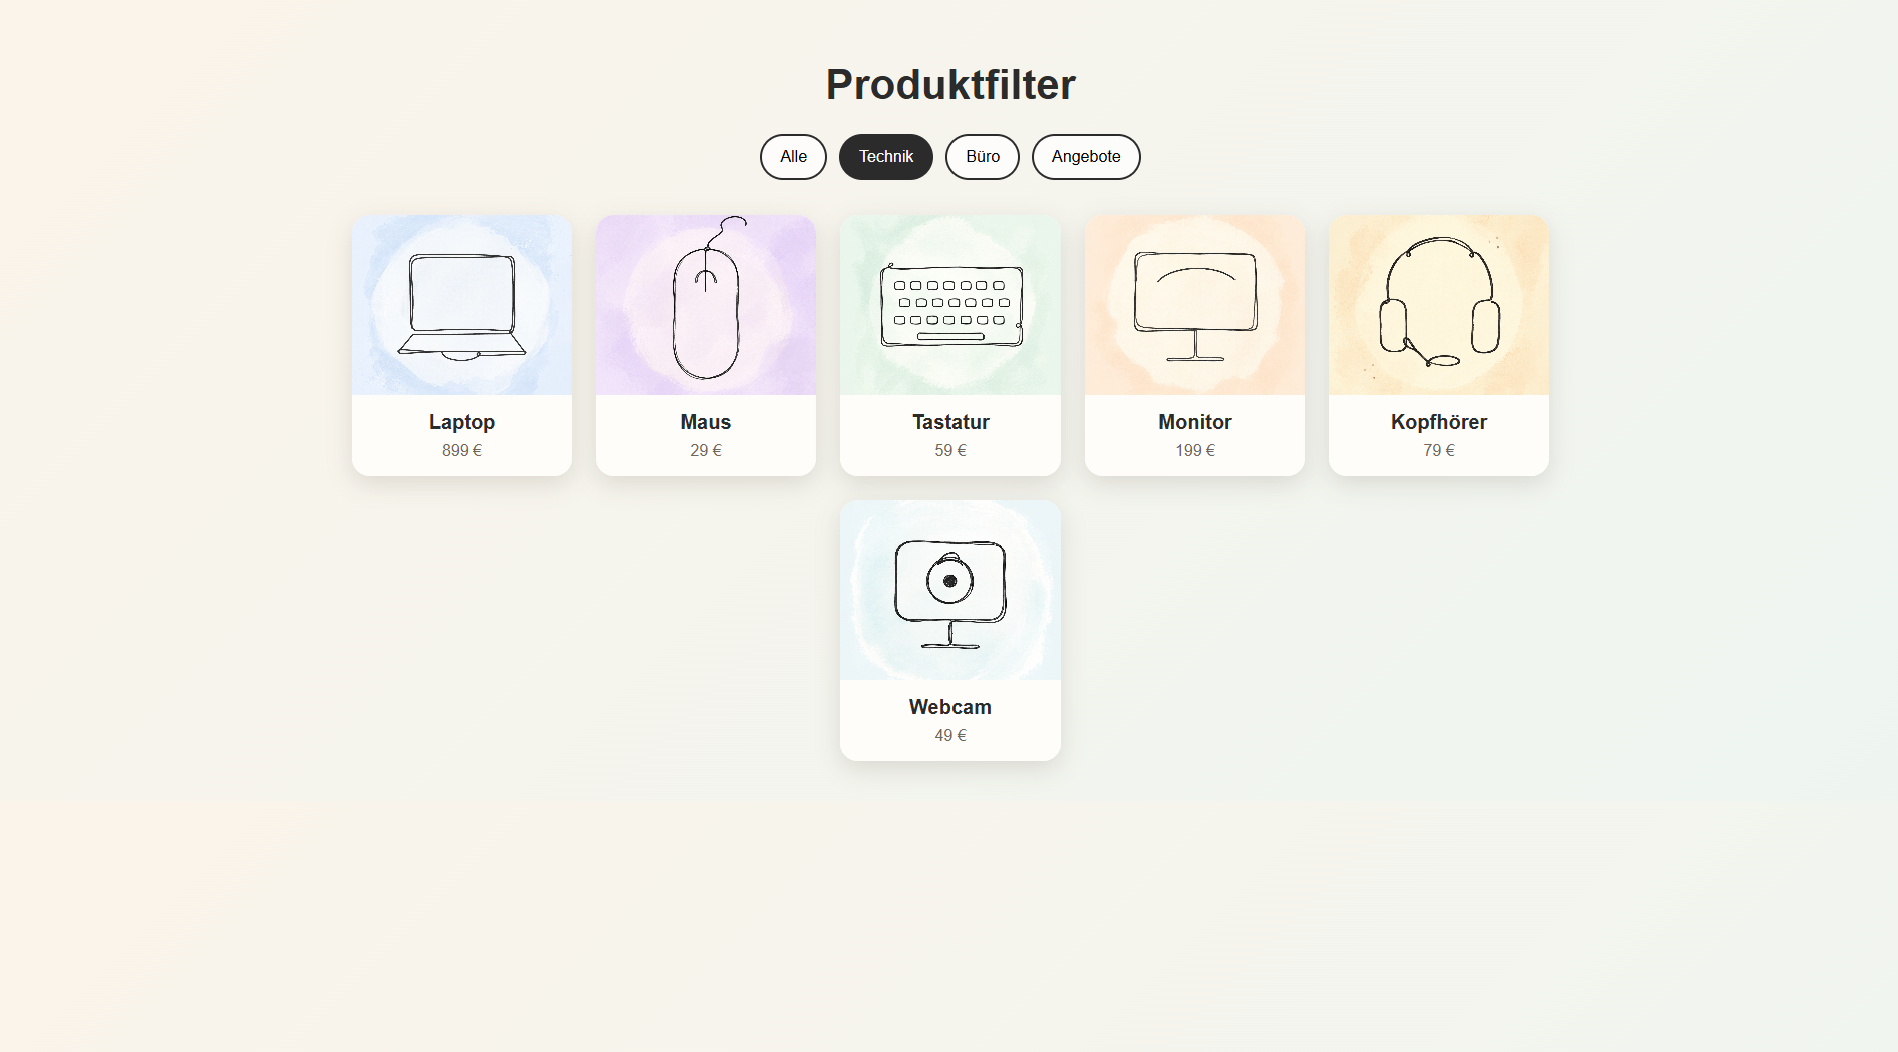 Produktfilter
Alle Technik Büro Angebote
Laptop Maus Tastatur Monitor Kopfhörer
899 € 29 € 59 € 199 € 79 €
Webcam
49 €